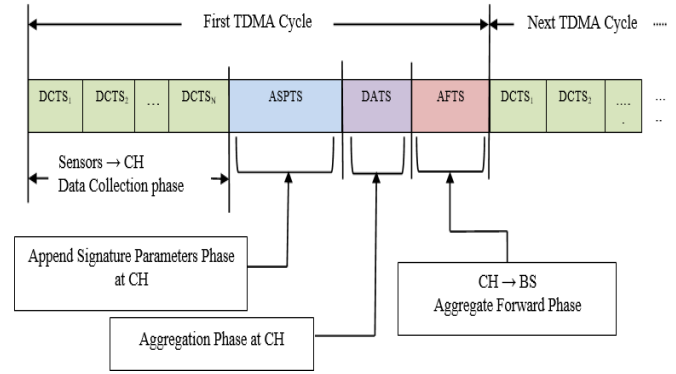 First TDMA Cycle
Next TDMA Cycle .....
DCTS₁ DCTS₂ ... DCTSN ASPTS DATS AFTS DCTS₁ DCTS₂ .... ...
. ..
Sensors → CH
Data Collection phase
Append Signature Parameters Phase
at CH
CH → BS
Aggregate Forward Phase
Aggregation Phase at CH